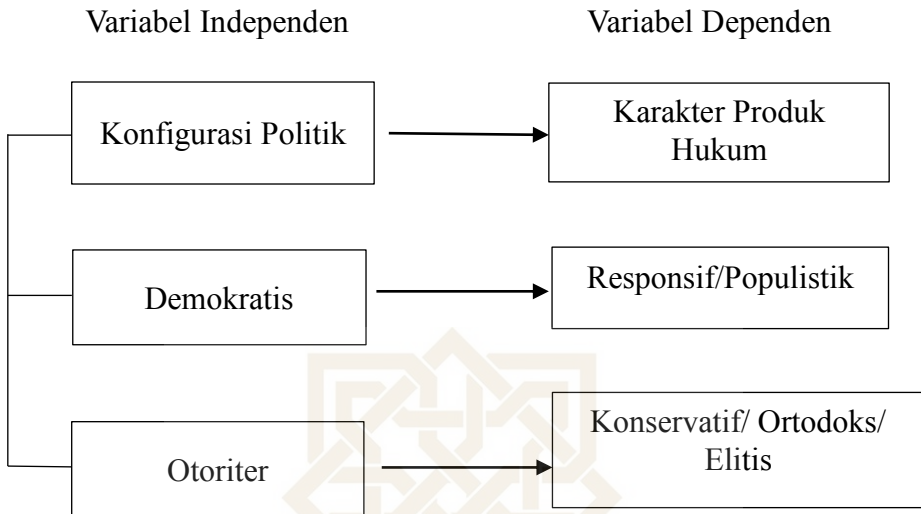 Variabel Independen
Variabel Dependen
Konfigurasi Politik
Karakter Produk
Hukum
Demokratis
Responsif/Populistik
Otoriter
Konservatif/ Ortodoks/
Elitis